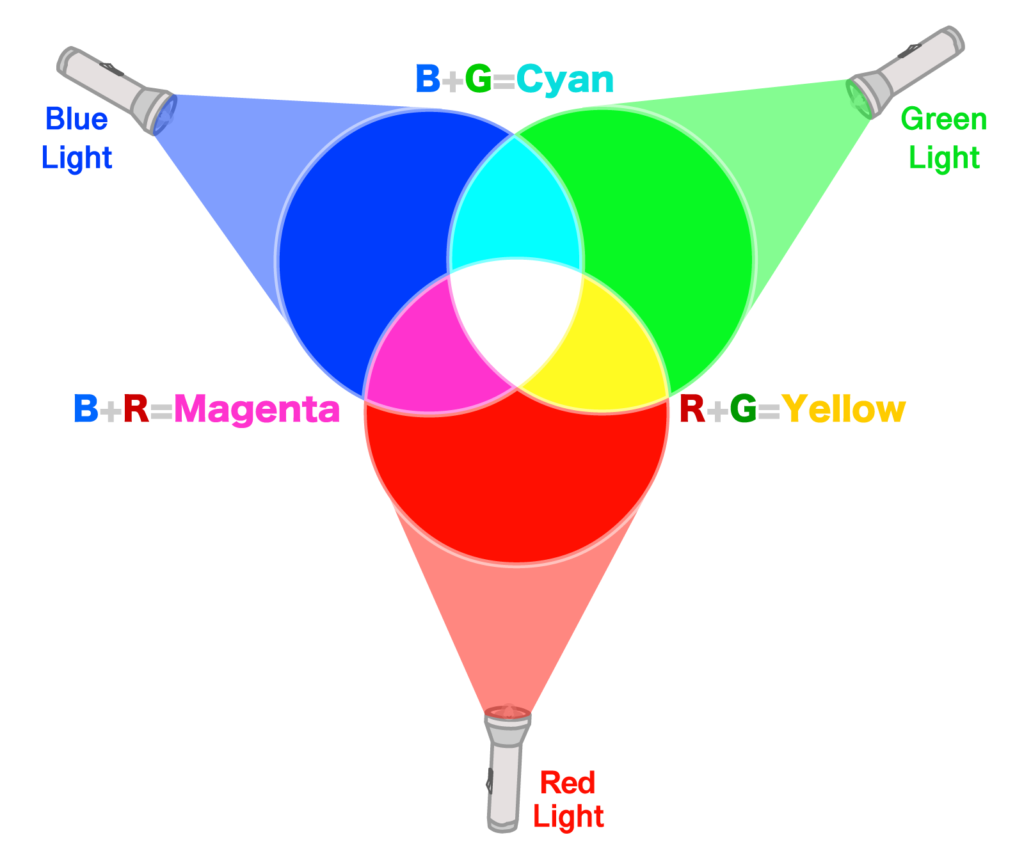 B+G=Cyan
Blue
Light
Green
Light
B+R=Magenta
R+G=Yellow
Red
Light